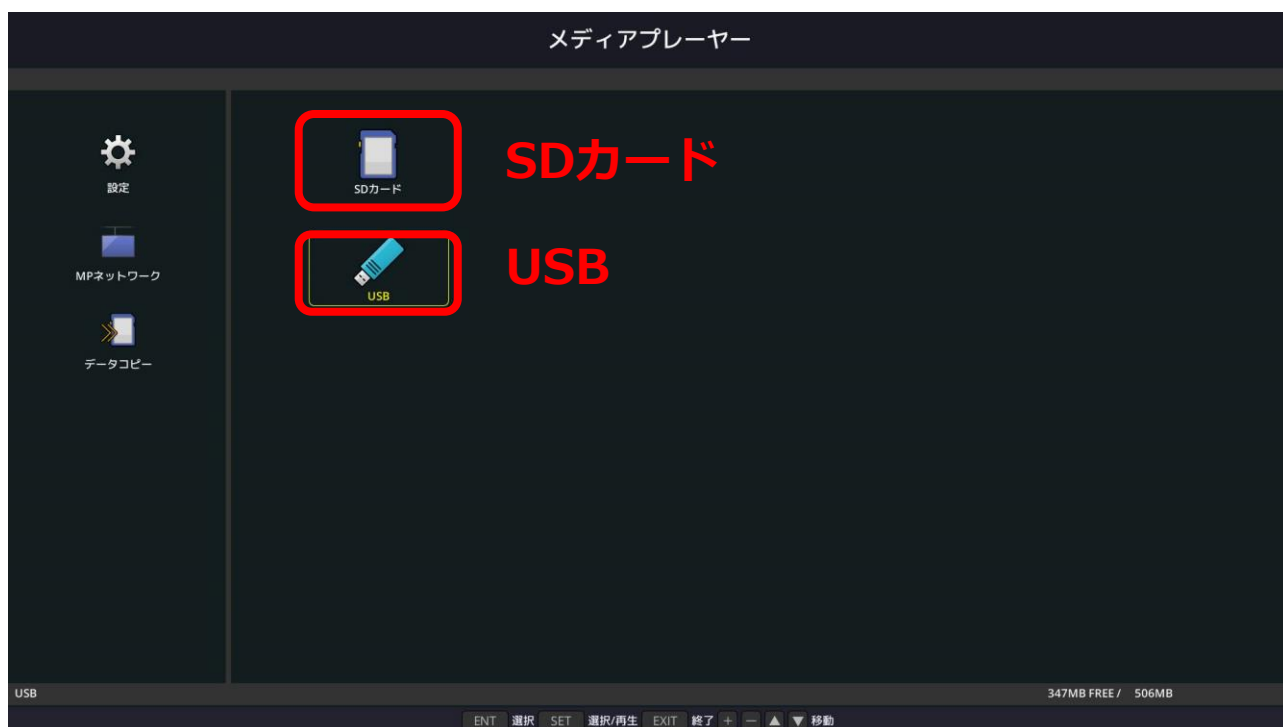 メディアプレーヤー
設定
MPネットワーク
データコピー
SDカード
SDカード
USB
USB
USB
347MB FREE / 506MB
ENT 選択 SET 選択/再生 EXIT 終了 + － ▲ ▼ 移動